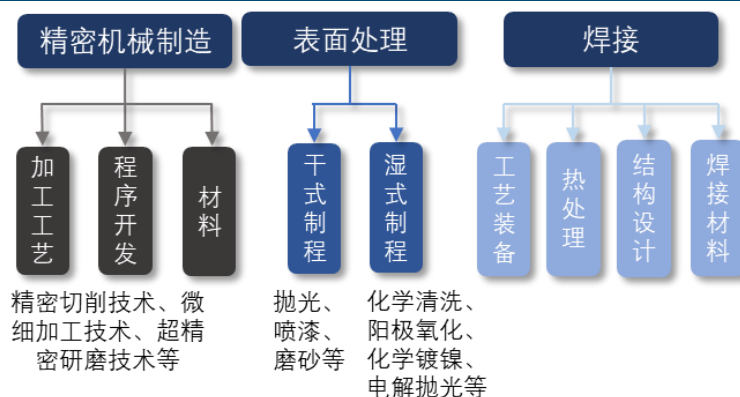 精密机械制造
表面处理
焊接
加工工艺
程序开发
材料
干式制程
湿式制程
工艺装备
热处理
结构设计
焊接材料
精密切削技术、微
细加工技术、超精
密研磨技术等
抛光、
喷漆、
磨砂等
化学清洗、
阳极氧化、
化学镀镍、
电解抛光等